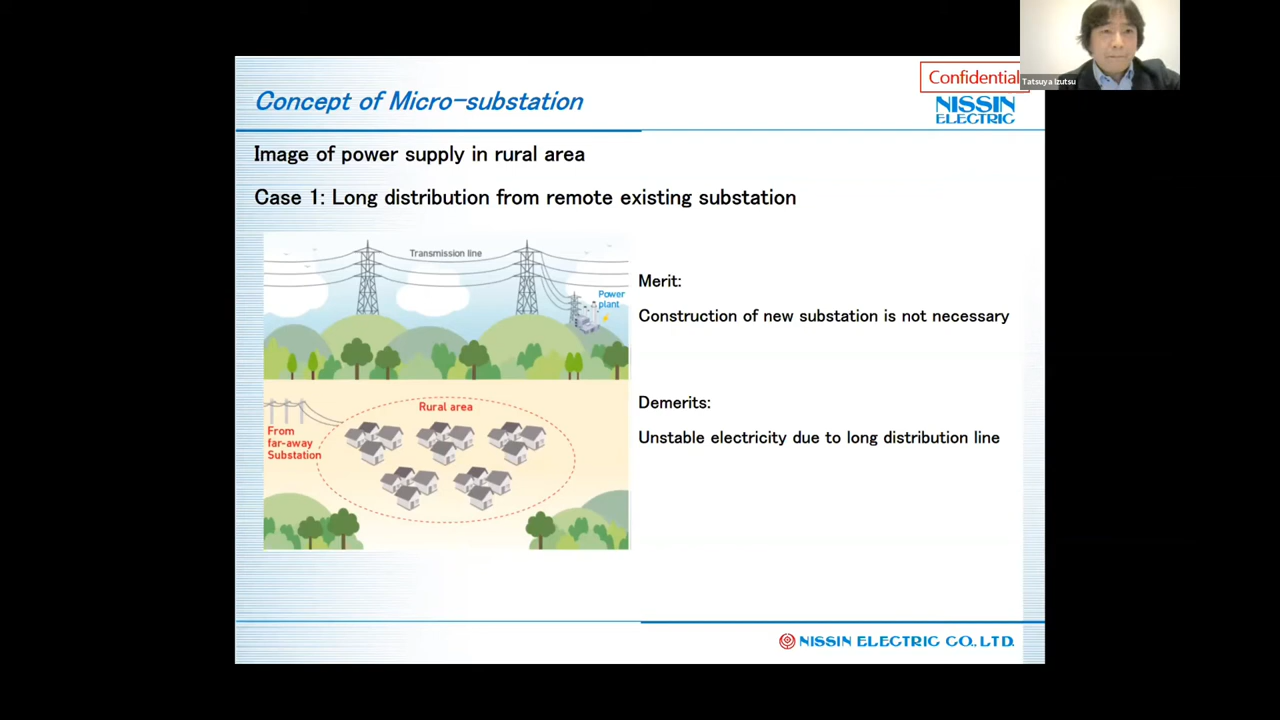 Confidential
Tatsuya Izutsu
Concept of Micro-substation
NISSIN
ELECTRIC
Image of power supply in rural area
Case 1: Long distribution from remote existing substation
Transmission line
Power
plant
Rural area
From
far-away
Substation
Merit:
Construction of new substation is not necessary
Demerits:
Unstable electricity due to long distribution line
NISSIN ELECTRIC CO.,LTD.